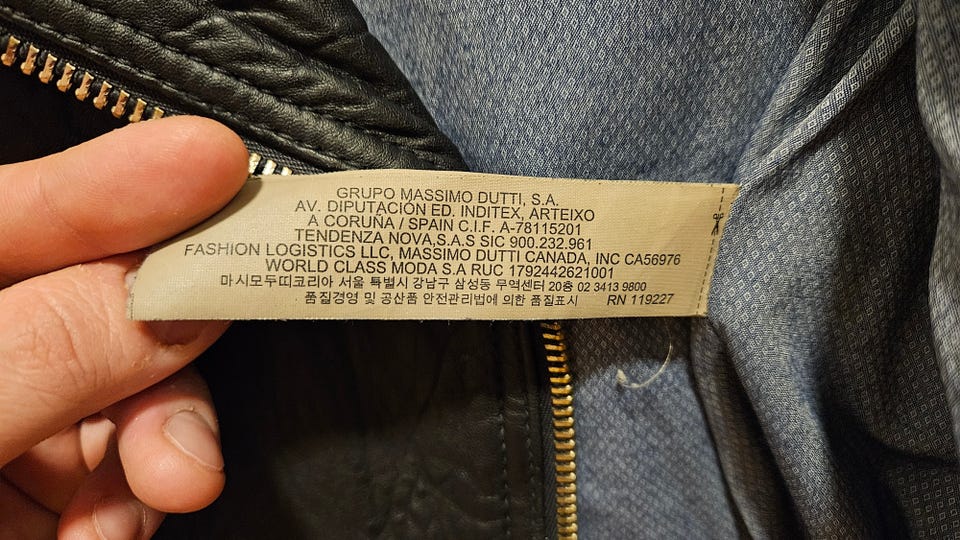 GRUPO MASSIMO DUTTI, S.A.
AV. DIPUTACIÓN ED. INDITEX, ARTEIXO
A CORUÑA / SPAIN C.I.F. A-78115201
TENDENZA NOVA,S.A.S SIC 900.232.961
FASHION LOGISTICS LLC, MASSIMO DUTTI CANADA, INC CA56976
WORLD CLASS MODA S.A RUC 1792442621001
마시모두띠코리아 서울 특별시 강남구 삼성동 무역센터 20층 02 3413 9800
품질경영 및 공산품 안전관리법에 의한 품질표시 RN 119227